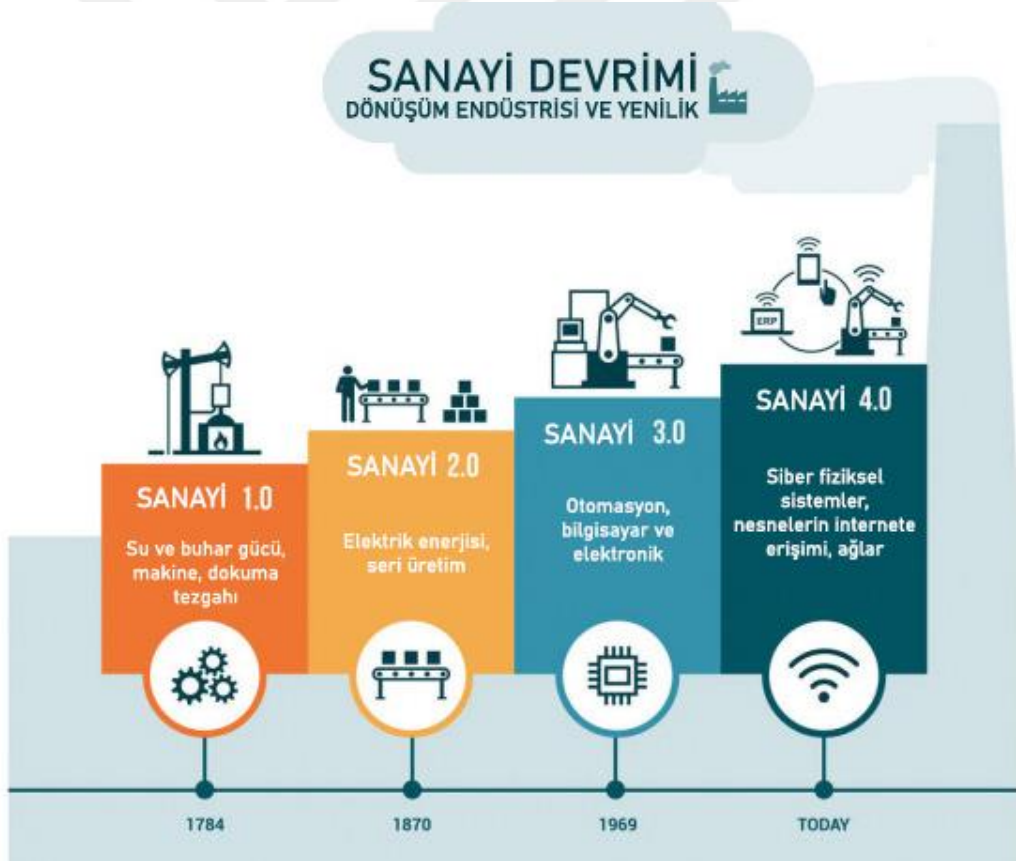 SANAYİ DEVRİMİ
DÖNÜŞÜM ENDÜSTRİSİ VE YENİLİK
SANAYİ 1.0
Su ve buhar gücü,
makine, dokuma
tezgahı
SANAYİ 2.0
Elektrik enerjisi,
seri üretim
SANAYİ 3.0
Otomasyon,
bilgisayar ve
elektronik
ERP
SANAYİ 4.0
Siber fiziksel
sistemler,
nesnelerin internete
erişimi, ağlar
1784
1870
1969
TODAY